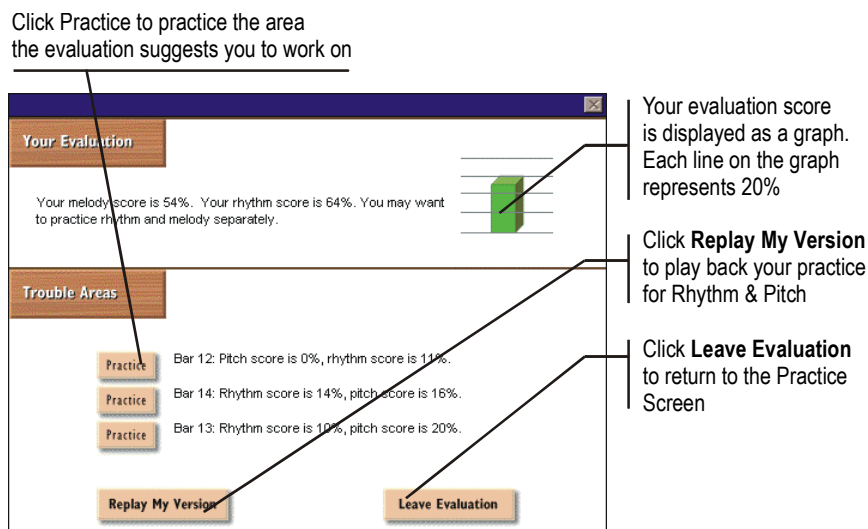 Click Practice to practice the area
the evaluation suggests you to work on
Your Evaluation
Your melody score is 54%. Your rhythm score is 64%. You may want
to practice rhythm and melody separately.
Your evaluation score
is displayed as a graph.
Each line on the graph
represents 20%
Click Replay My Version
to play back your practice
for Rhythm & Pitch
Trouble Areas
Practice Bar 12: Pitch score is 0%, rhythm score is 11%.
Practice Bar 14: Rhythm score is 14%, pitch score is 16%.
Practice Bar 13: Rhythm score is 10%, pitch score is 20%.
Click Leave Evaluation
to return to the Practice
Screen
Replay My Version
Leave Evaluation